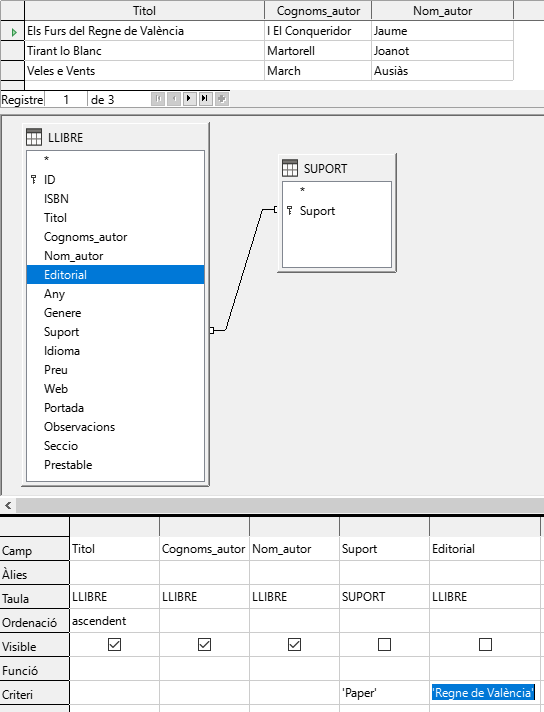 Titol Cognoms_autor Nom_autor
Els Furs del Regne de València I El Conqueridor Jaume
Tirant lo Blanc Martorell Joanot
Veles e Vents March Ausiàs
Registre 1 de 3
LLIBRE
*
ID
ISBN
Titol
Cognoms_autor
Nom_autor
Editorial
Any
Genere
Suport
Idioma
Preu
Web
Portada
Observacions
Seccio
Prestable
SUPORT
*
Suport
Camp Titol Cognoms_autor Nom_autor Suport Editorial
Àlies
Taula LLIBRE LLIBRE LLIBRE SUPORT LLIBRE
Ordenació ascendent
Visible
Funció
Criteri 'Paper' 'Regne de València'